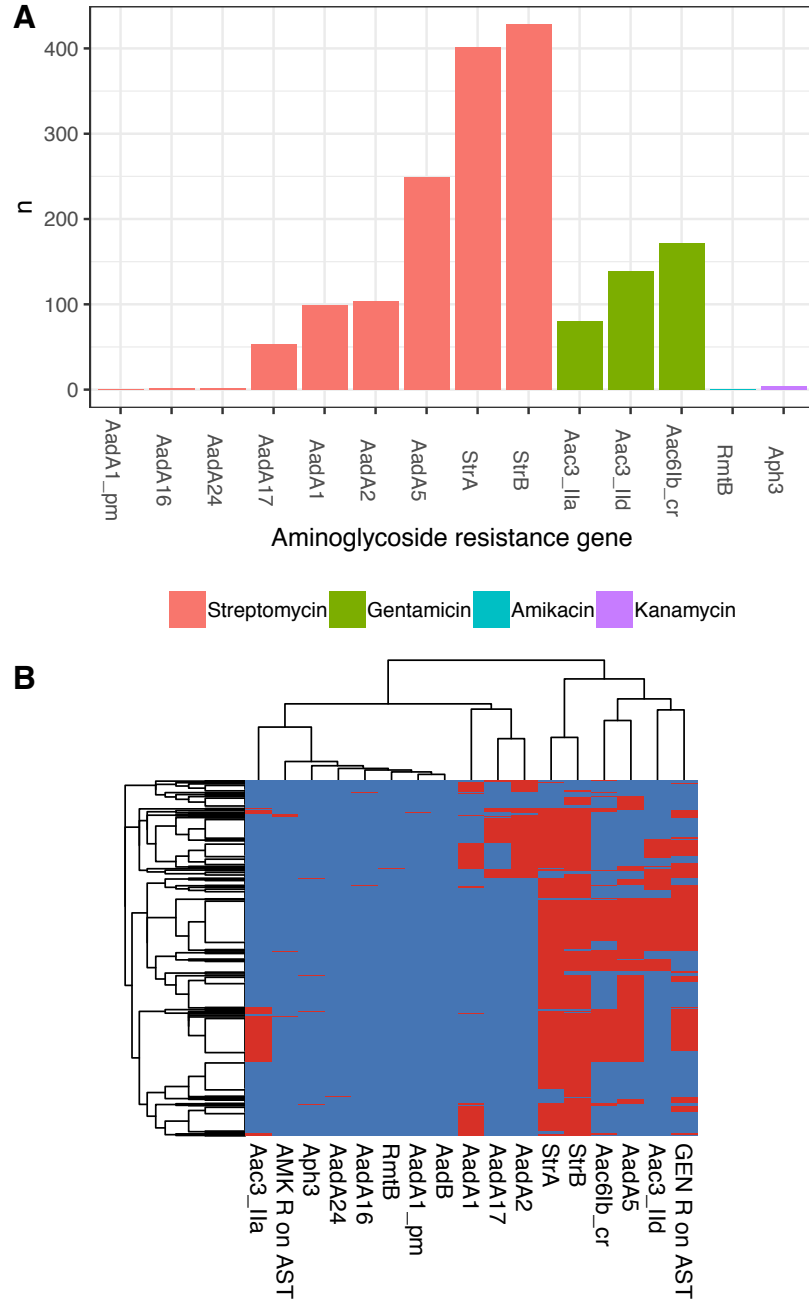 A
400
300
200
100
0
n
AadA1_pm
AadA16
AadA24
AadA17
AadA1
AadA2
AadA5
StrA
StrB
Aac3_IIa
Aac3_IId
Aac6Ib_cr
RmtB
Aph3
Aminoglycoside resistance gene
Streptomycin Gentamicin Amikacin Kanamycin
B
Aac3_IIa
AMK R on AST
Aph3
AadA24
AadA16
RmtB
AadA1_pm
AadB
AadA1
AadA17
AadA2
StrA
StrB
Aac6Ib_cr
AadA5
Aac3_IId
GEN R on AST